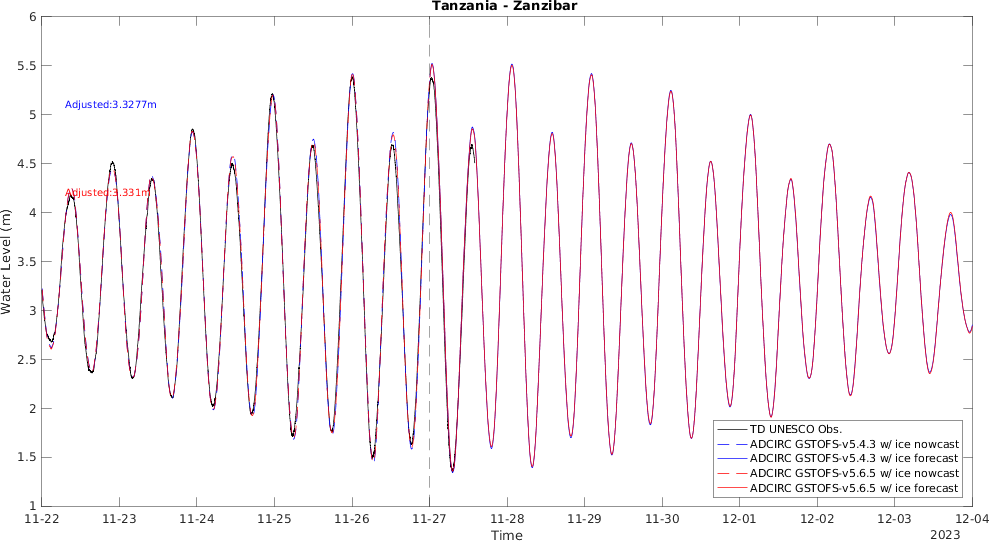 Tanzania - Zanzibar
6
5.5
5
4.5
4
3.5
3
2.5
2
1.5
1
Water Level (m)
Adjusted:3.3277m
Adjusted:3.331m
TD UNESCO Obs.
ADCIRC GSTOFS-v5.4.3 w/ ice nowcast
ADCIRC GSTOFS-v5.4.3 w/ ice forecast
ADCIRC GSTOFS-v5.6.5 w/ ice nowcast
ADCIRC GSTOFS-v5.6.5 w/ ice forecast
11-22 11-23 11-24 11-25 11-26 11-27 11-28 11-29 11-30 12-01 12-02 12-03 12-04
Time
2023